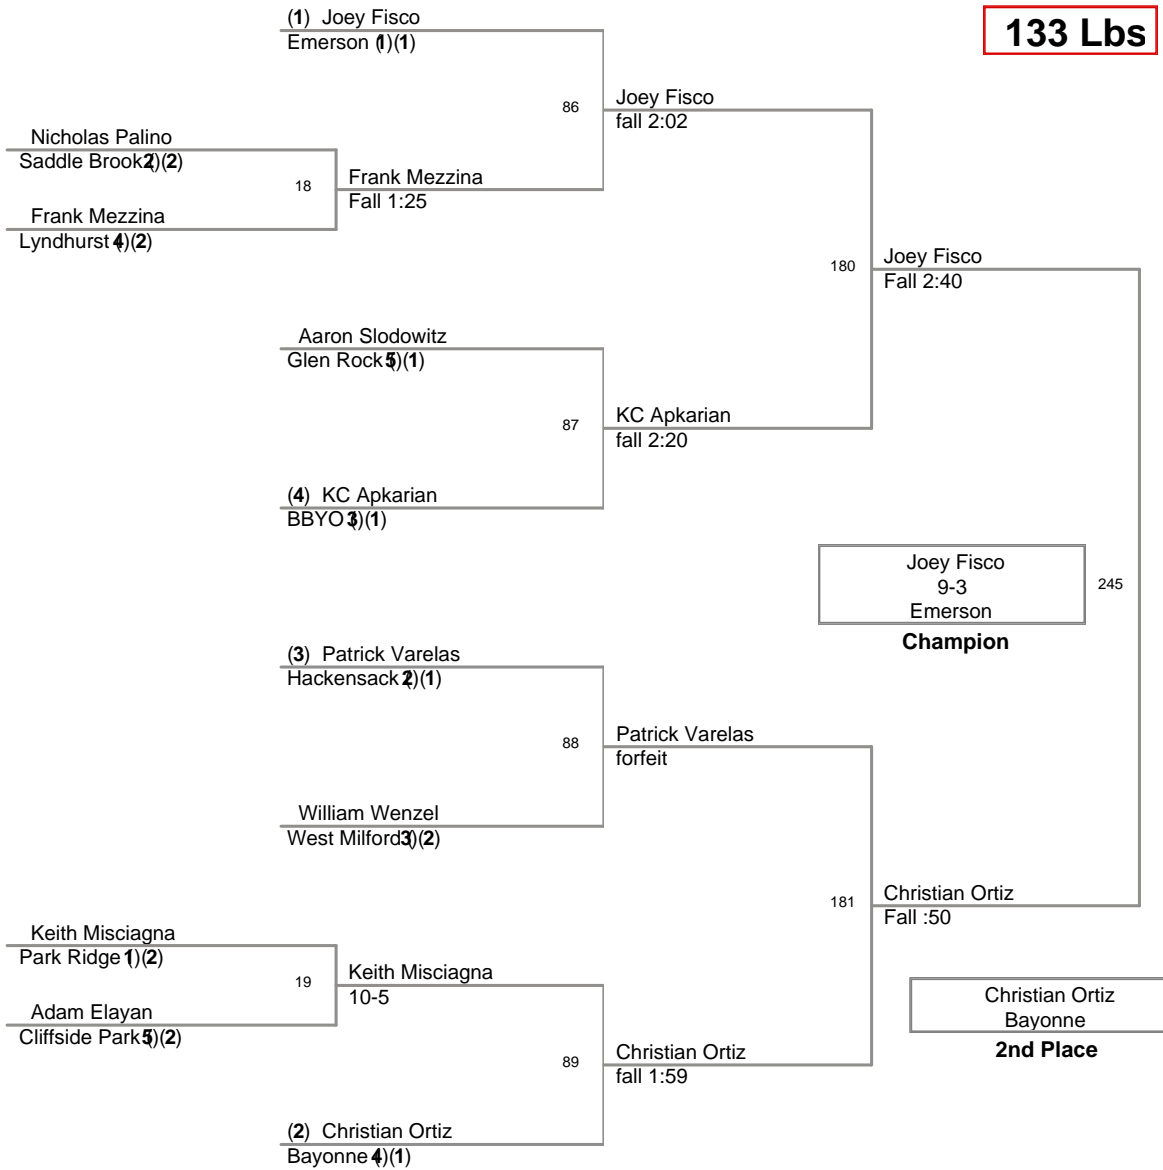 133 Lbs
(1) Joey Fisco
Emerson (1)(1)
86
Joey Fisco
fall 2:02
Nicholas Palino
Saddle Brook (2)(2)
18
Frank Mezzina
Fall 1:25
Frank Mezzina
Lyndhurst (4)(2)
180
Joey Fisco
Fall 2:40
Aaron Slodowitz
Glen Rock (5)(1)
87
KC Apkarian
fall 2:20
(4) KC Apkarian
BBYO (3)(1)
Joey Fisco
9-3
Emerson
245
Champion
(3) Patrick Varelas
Hackensack (2)(1)
88
Patrick Varelas
forfeit
William Wenzel
West Milford (3)(2)
181
Christian Ortiz
Fall :50
Keith Misciagna
Park Ridge (1)(2)
19
Keith Misciagna
10-5
Adam Elayan
Cliffside Park (5)(2)
Christian Ortiz
Bayonne
2nd Place
89
Christian Ortiz
fall 1:59
(2) Christian Ortiz
Bayonne (4)(1)